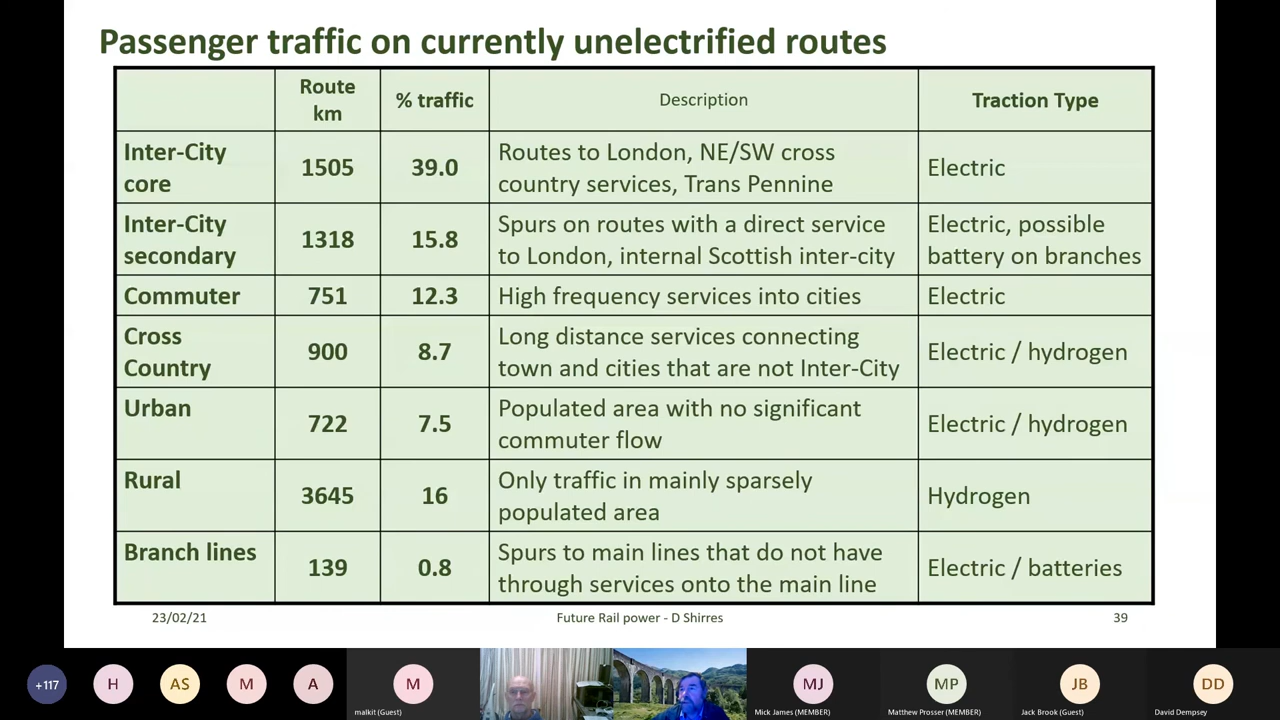 Passenger traffic on currently unelectrified routes
Route
km
% traffic
Description
Traction Type
Inter-City
core
1505
39.0
Routes to London, NE/SW cross
country services, Trans Pennine
Electric
Inter-City
secondary
1318
15.8
Spurs on routes with a direct service
to London, internal Scottish inter-city
Electric, possible
battery on branches
Commuter
751
12.3
High frequency services into cities
Electric
Cross
Country
900
8.7
Long distance services connecting
town and cities that are not Inter-City
Electric / hydrogen
Urban
722
7.5
Populated area with no significant
commuter flow
Electric / hydrogen
Rural
3645
16
Only traffic in mainly sparsely
populated area
Hydrogen
Branch lines
139
0.8
Spurs to main lines that do not have
through services onto the main line
Electric / batteries
23/02/21
Future Rail power - D Shirres
39
+117
H
AS
M
A
M
malkit (Guest)
MJ
Mick James (MEMBER)
MP
Matthew Prosser (MEMBER)
JB
Jack Brook (Guest)
DD
David Dempsey